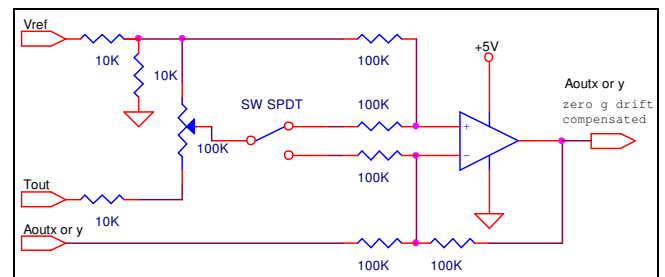 Vref
10K
10K
100K
+5V
Aoutx or y
zero g drift
compensated
SW SPDT
100K
+
100K
−
100K
Tout
10K
Aoutx or y
100K
100K